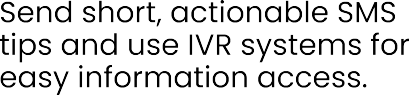 Send short, actionable SMS
tips and use IVR systems for
easy information access.